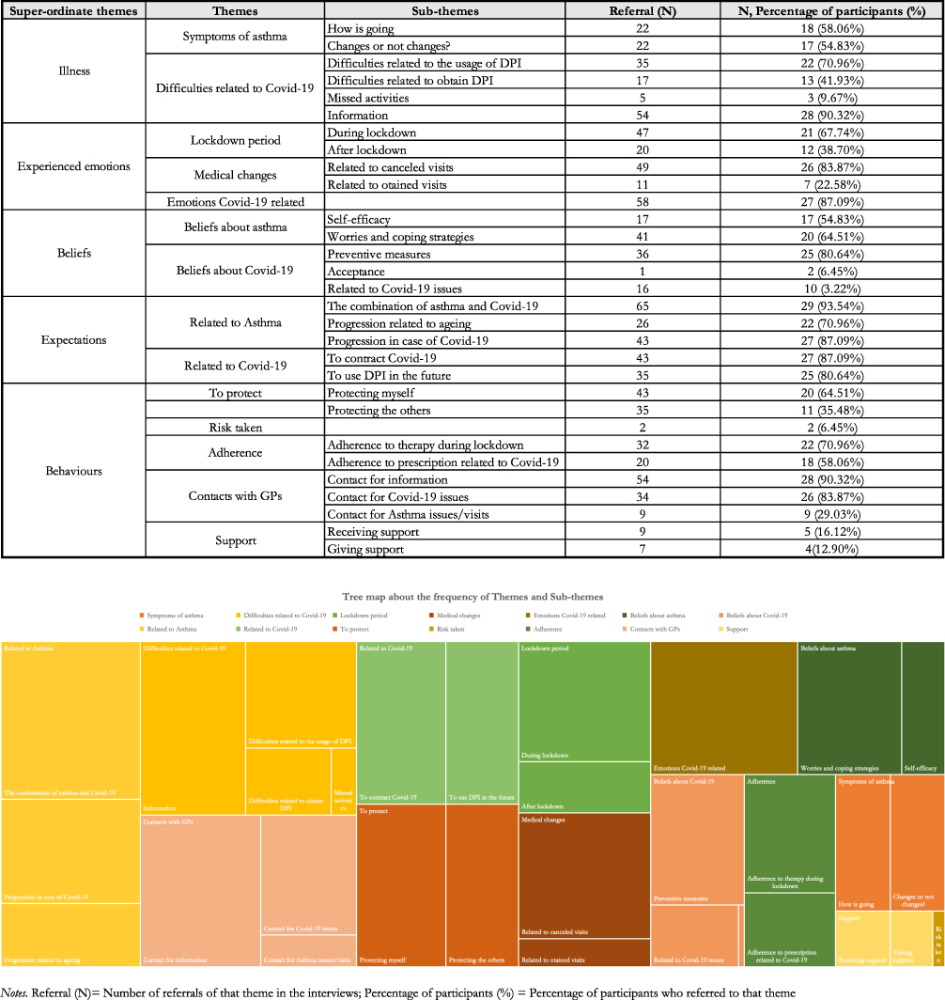 Super-ordinate themes Themes Sub-themes Referral (N) N, Percentage of participants (%)
Illness
Symptoms of asthma
How is going 22 18 (58.06%)
Changes or not changes? 22 17 (54.83%)
Difficulties related to Covid-19
Difficulties related to the usage of DPI 35 22 (70.96%)
Difficulties related to obtain DPI 17 13 (41.93%)
Missed activities 5 3 (9.67%)
Information 54 28 (90.32%)
Experienced emotions
Lockdown period
During lockdown 47 21 (67.74%)
After lockdown 20 12 (38.70%)
Medical changes
Related to canceled visits 49 26 (83.87%)
Related to otained visits 11 7 (22.58%)
Emotions Covid-19 related 58 27 (87.09%)
Beliefs
Beliefs about asthma
Self-efficacy 17 17 (54.83%)
Worries and coping strategies 41 20 (64.51%)
Beliefs about Covid-19
Preventive measures 36 25 (80.64%)
Acceptance 1 2 (6.45%)
Related to Covid-19 issues 16 10 (3.22%)
Expectations
Related to Asthma
The combination of asthma and Covid-19 65 29 (93.54%)
Progression related to ageing 26 22 (70.96%)
Progression in case of Covid-19 43 27 (87.09%)
Related to Covid-19
To contract Covid-19 43 27 (87.09%)
To use DPI in the future 35 25 (80.64%)
Behaviours
To protect
Protecting myself 43 20 (64.51%)
Protecting the others 35 11 (35.48%)
Risk taken 2 2 (6.45%)
Adherence
Adherence to therapy during lockdown 32 22 (70.96%)
Adherence to prescription related to Covid-19 20 18 (58.06%)
Contacts with GPs
Contact for information 54 28 (90.32%)
Contact for Covid-19 issues 34 26 (83.87%)
Contact for Asthma issues/visits 9 9 (29.03%)
Support
Receiving support 9 5 (16.12%)
Giving support 7 4(12.90%)
Tree map about the frequency of Themes and Sub-themes
Symptoms of asthma Difficulties related to Covid-19 Lockdown period Medical changes Emotions Covid-19 related Beliefs about asthma Beliefs about Covid-19
Related to Asthma Related to Covid-19 To protect Risk taken Adherence Contacts with GPs Support
Related to Asthma
The combination of asthma and Covid-19
Progression in case of Covid-19
Progression related to ageing
Difficulties related to Covid-19
Information
Difficulties related to the usage of DPI
Difficulties related to obtain
DPI
Missed
activiti
es
Contacts with GPs
Contact for information
Contact for Covid-19 issues
Contact for Asthma issues/visits
Related to Covid-19
To contract Covid-19
To use DPI in the future
To protect
Protecting myself
Protecting the others
Lockdown period
During lockdown
After lockdown
Medical changes
Related to canceled visits
Related to otained visits
Emotions Covid-19 related
Beliefs about asthma
Worries and coping strategies
Self-efficacy
Beliefs about Covid-19
Preventive measures
Related to Covid-19 issues
Adherence
Adherence to therapy during
lockdown
Adherence to prescription
related to Covid-19
Symptoms of asthma
How is going
Changes or not
changes?
Support
Receiving support
Giving
support
Ri
sk
ta
ke
n
Notes. Referral (N)= Number of referrals of that theme in the interviews; Percentage of participants (%) = Percentage of participants who referred to that theme